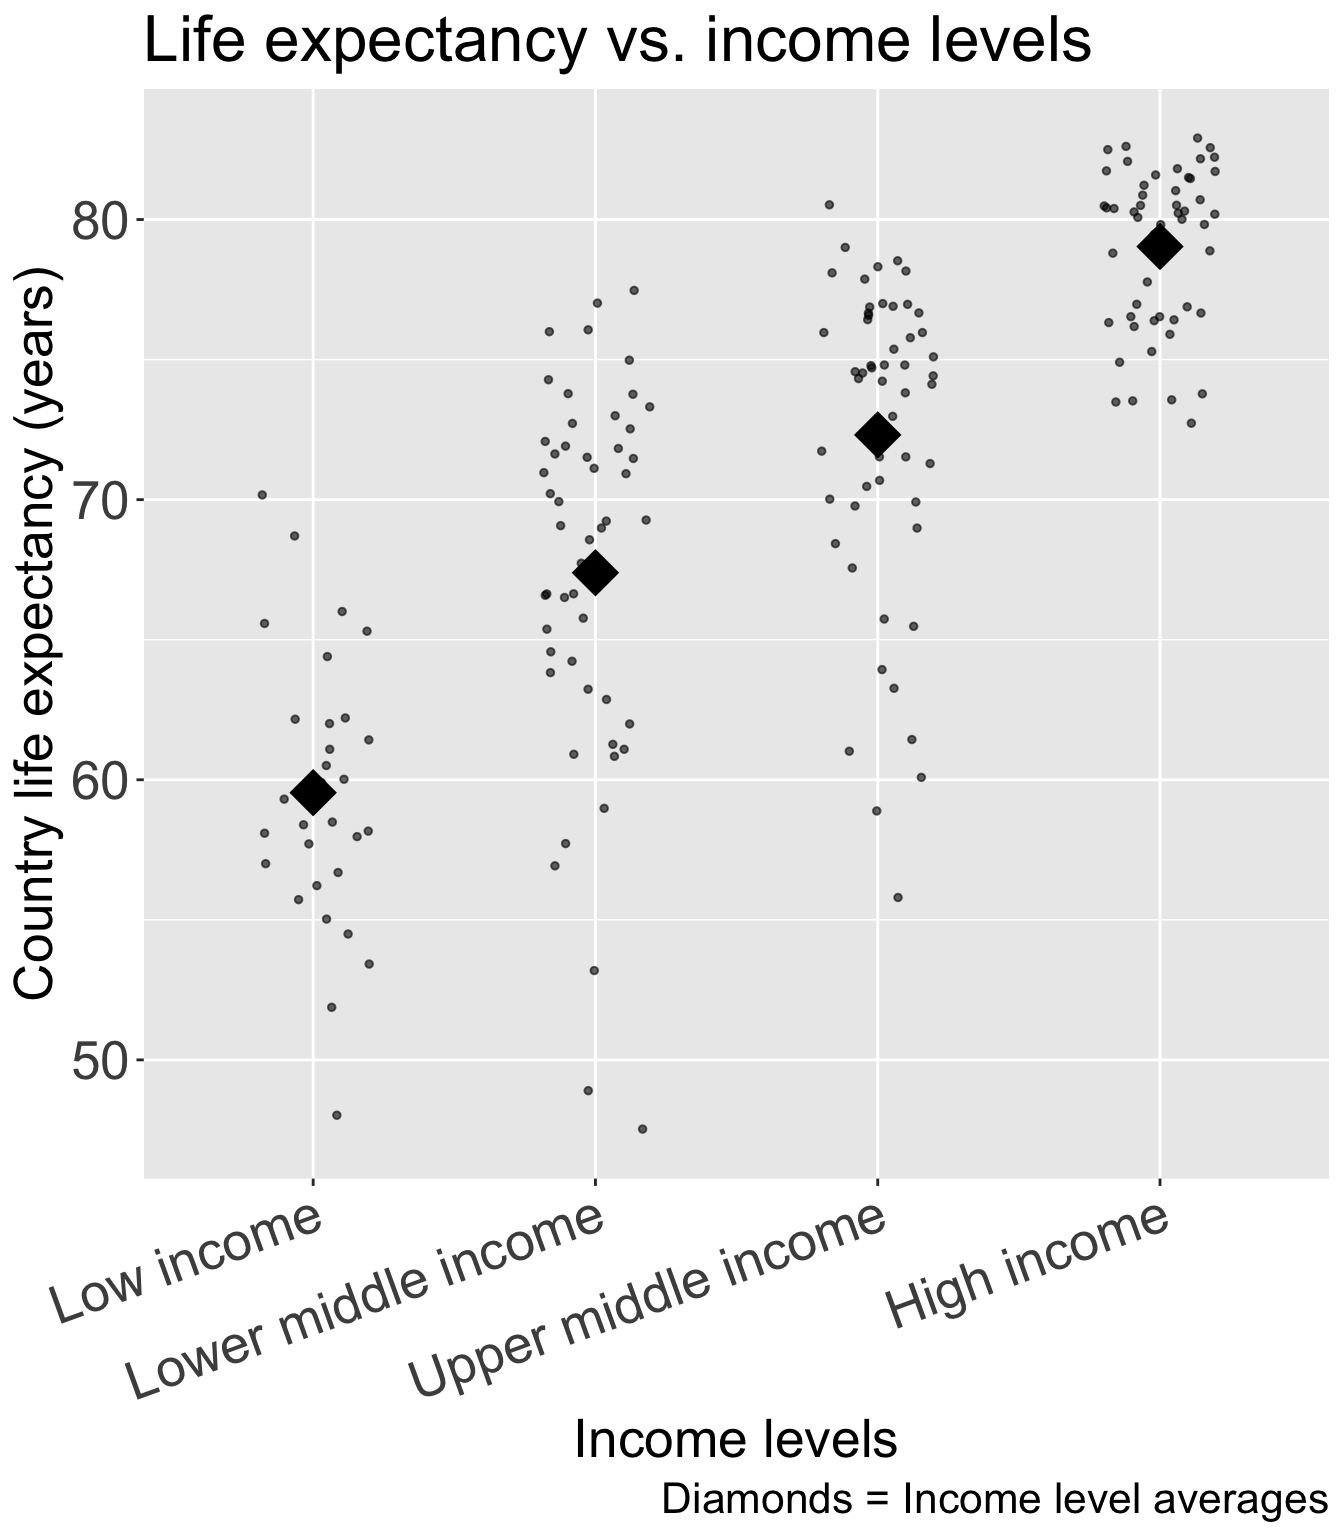 Life expectancy vs. income levels
Country life expectancy (years)
80
70
60
50
Low income
Lower middle income
Upper middle income
High income
Income levels
Diamonds = Income level averages